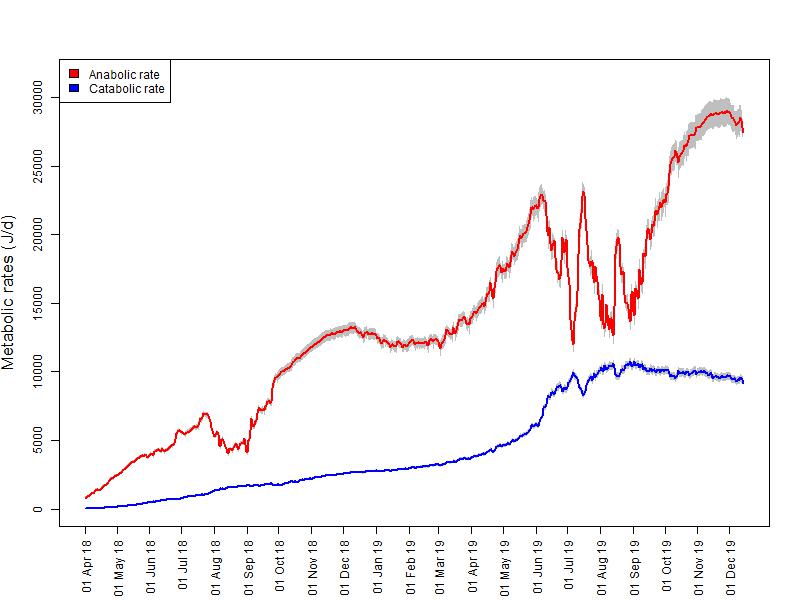 Anabolic rate
Catabolic rate
Metabolic rates (J/d)
30000
25000
20000
15000
10000
5000
0
01 Apr 18
01 May 18
01 Jun 18
01 Jul 18
01 Aug 18
01 Sep 18
01 Oct 18
01 Nov 18
01 Dec 18
01 Jan 19
01 Feb 19
01 Mar 19
01 Apr 19
01 May 19
01 Jun 19
01 Jul 19
01 Aug 19
01 Sep 19
01 Oct 19
01 Nov 19
01 Dec 19